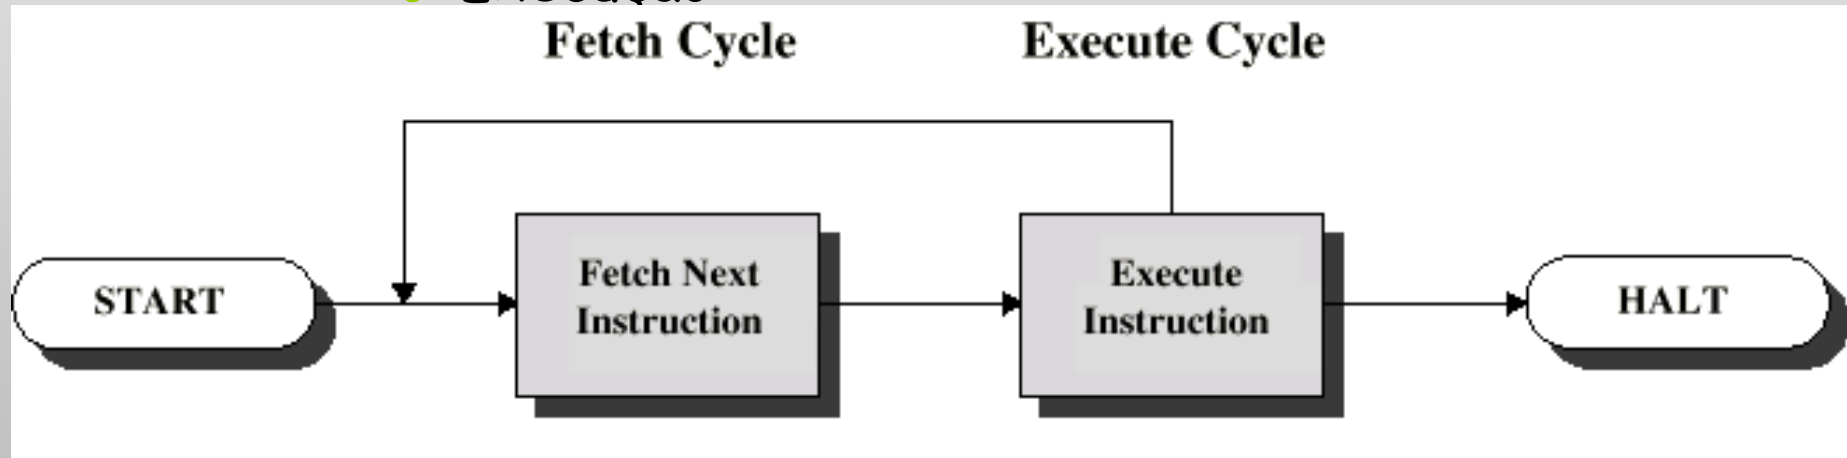 Fetch Cycle
Execute Cycle
START
Fetch Next
Instruction
Execute
Instruction
HALT